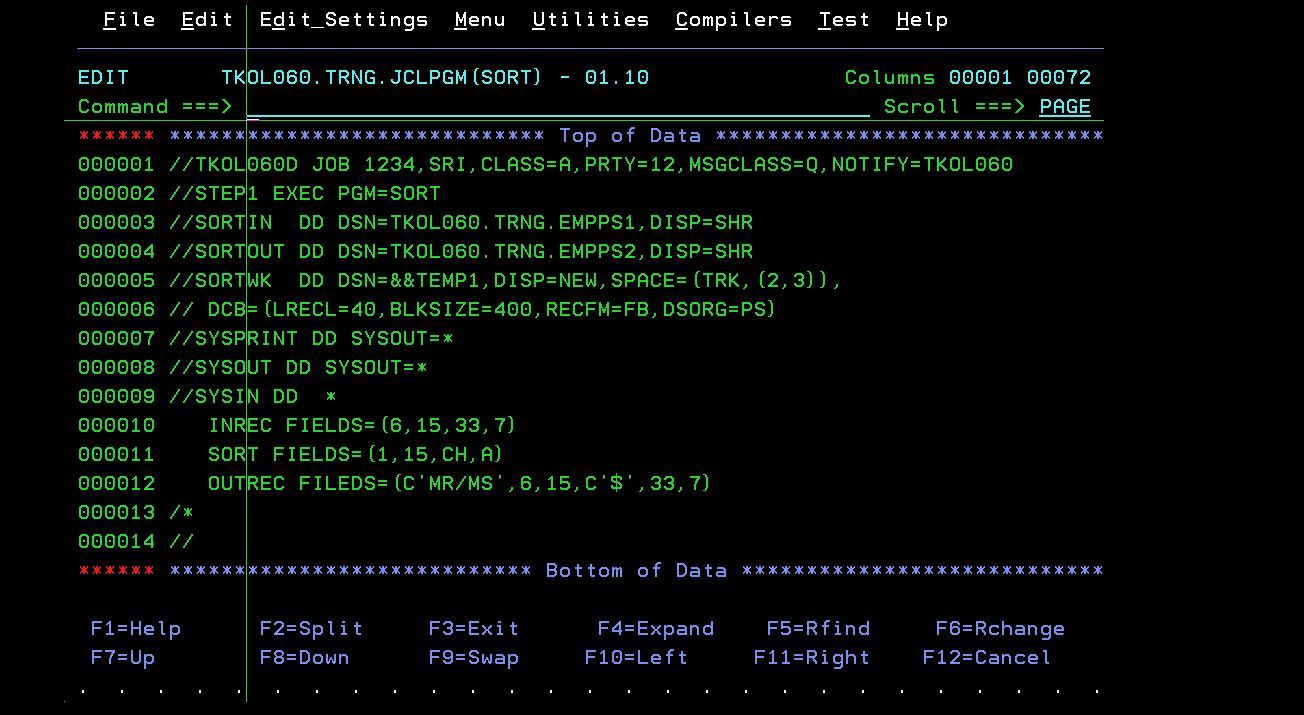 File Edit Edit_Settings Menu Utilities Compilers Test Help
EDIT TKOL060.TRNG.JCLPGM(SORT) - 01.10 Columns 00001 00072
Command ===> Scroll ===> PAGE
****** ***************************** Top of Data ******************************
000001 //TKOL060D JOB 1234,SRI,CLASS=A,PRTY=12,MSGCLASS=Q,NOTIFY=TKOL060
000002 //STEP1 EXEC PGM=SORT
000003 //SORTIN  DD DSN=TKOL060.TRNG.EMPPS1,DISP=SHR
000004 //SORTOUT DD DSN=TKOL060.TRNG.EMPPS2,DISP=SHR
000005 //SORTWK  DD DSN=&&TEMP1,DISP=NEW,SPACE=(TRK,(2,3)),
000006 // DCB=(LRECL=40,BLKSIZE=400,RECFM=FB,DSORG=PS)
000007 //SYSPRINT DD SYSOUT=*
000008 //SYSOUT DD SYSOUT=*
000009 //SYSIN DD  *
000010    INREC FIELDS=(6,15,33,7)
000011    SORT FIELDS=(1,15,CH,A)
000012    OUTREC FILEDS=(C'MR/MS',6,15,C'$',33,7)
000013 /*
000014 //
****** **************************** Bottom of Data ****************************
F1=Help F2=Split F3=Exit F4=Expand F5=Rfind F6=Rchange
F7=Up F8=Down F9=Swap F10=Left F11=Right F12=Cancel
. . . . . . . . . . . . . . . . . . . . . . . . . . .